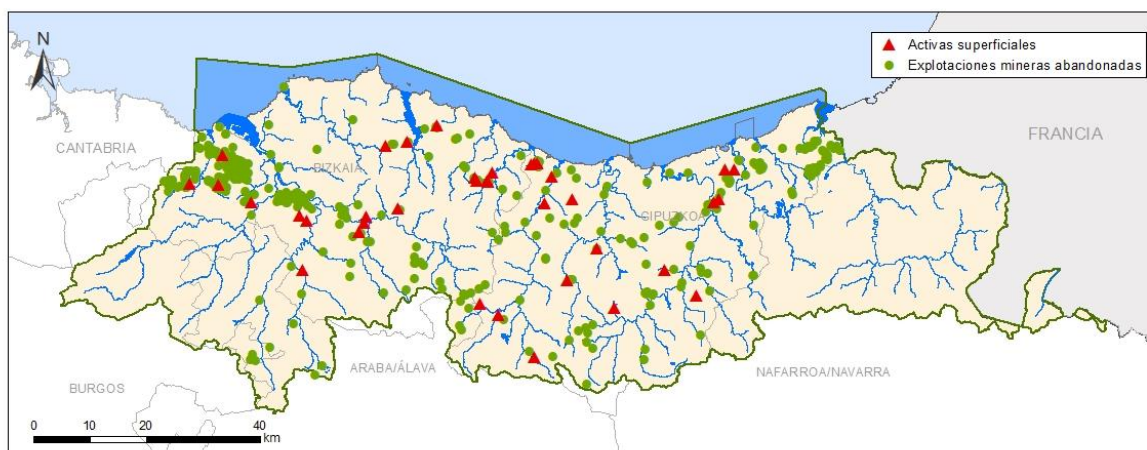 N
Activas superficiales
Explotaciones mineras abandonadas
CANTABRIA
BIZKAIA
FRANCIA
GIPUZKOA
BURGOS
ARABA/ÁLAVA
NAFARROA/NAVARRA
0 10 20 40
km